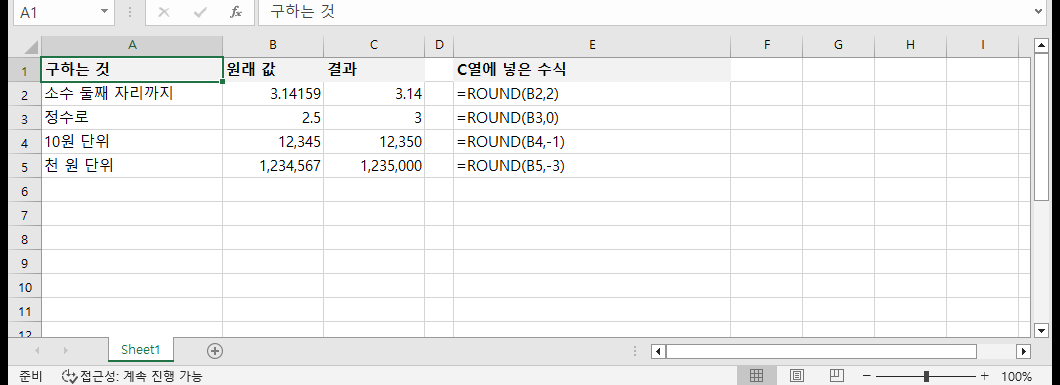 A1 fx 구하는 것
A B C D E F G H I
1 구하는 것 원래 값 결과 C열에 넣은 수식
2 소수 둘째 자리까지 3.14159 3.14 =ROUND(B2,2)
3 정수로 2.5 3 =ROUND(B3,0)
4 10원 단위 12,345 12,350 =ROUND(B4,-1)
5 천 원 단위 1,234,567 1,235,000 =ROUND(B5,-3)
6
7
8
9
10
11
12
Sheet1
준비 접근성: 계속 진행 가능 100%